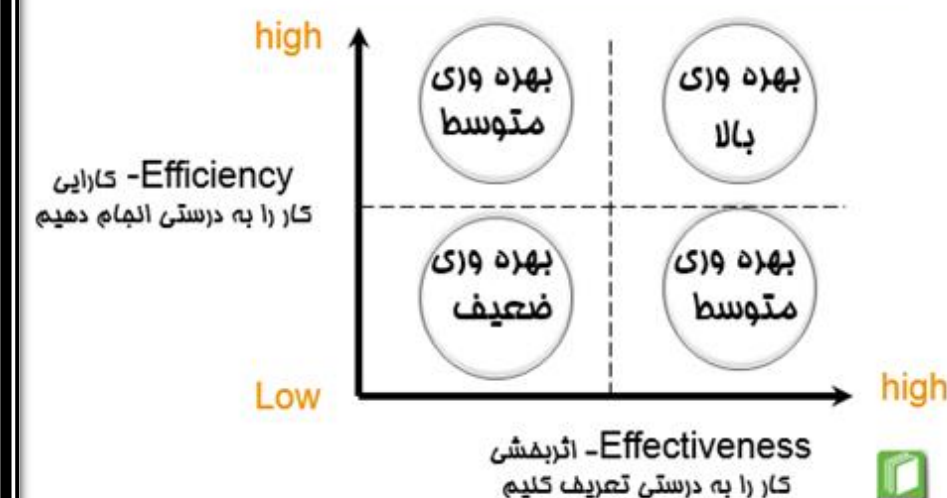 high
بهره وری
متوسط
بهره وری
بالا
Efficiency- کارایی
کار را به درستی انجام دهیم
بهره وری
ضعیف
بهره وری
متوسط
Low
high
Effectiveness- اثربخشی
کار را به درستی تعریف کنیم